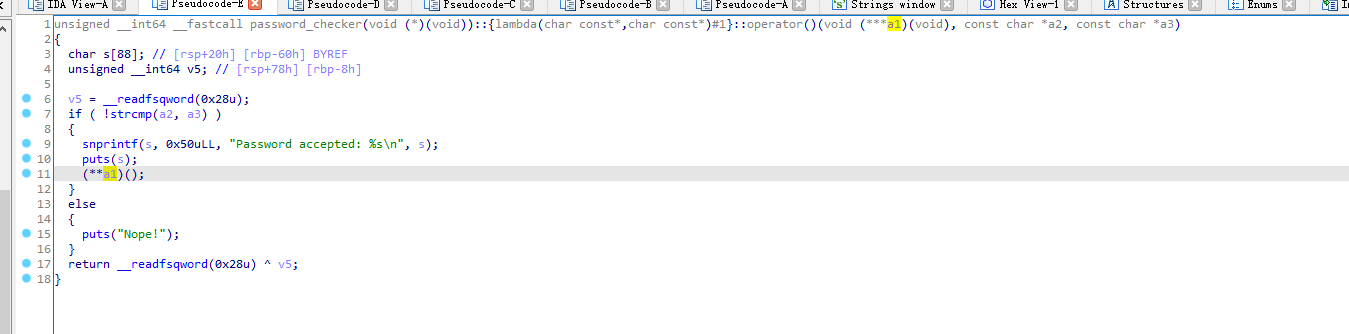 IDA View-A Pseudocode-E Pseudocode-D Pseudocode-C Pseudocode-B Pseudocode-A Strings window Hex View-1 Structures Enums
1 unsigned __int64 __fastcall password_checker(void (*)(void))::{lambda(char const*,char const*)#1}::operator()(void (***a1)(void), const char *a2, const char *a3)
2 {
3 char s[88]; // [rsp+20h] [rbp-60h] BYREF
4 unsigned __int64 v5; // [rsp+78h] [rbp-8h]
5
6 v5 = __readfsqword(0x28u);
7 if ( !strcmp(a2, a3) )
8 {
9 snprintf(s, 0x50uLL, "Password accepted: %s\n", s);
10 puts(s);
11 (**a1)();
12 }
13 else
14 {
15 puts("Nope!");
16 }
17 return __readfsqword(0x28u) ^ v5;
18 }